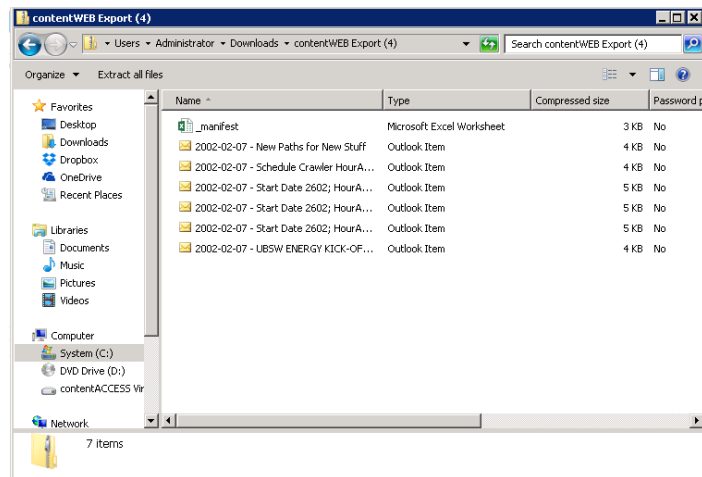 contentWEB Export (4)
Users Administrator Downloads contentWEB Export (4) Search contentWEB Export (4)
Organize Extract all files
Name Type Compressed size Password p
_manifest Microsoft Excel Worksheet 3 KB No
2002-02-07 - New Paths for New Stuff Outlook Item 4 KB No
2002-02-07 - Schedule Crawler HourA... Outlook Item 4 KB No
2002-02-07 - Start Date 2602; HourA... Outlook Item 5 KB No
2002-02-07 - Start Date 2602; HourA... Outlook Item 5 KB No
2002-02-07 - Start Date 2602; HourA... Outlook Item 5 KB No
2002-02-07 - UBSW ENERGY KICK-OF... Outlook Item 4 KB No
Favorites
Desktop
Downloads
Dropbox
OneDrive
Recent Places
Libraries
Documents
Music
Pictures
Videos
Computer
System (C:)
DVD Drive (D:)
contentACCESS Vir
Network
7 items